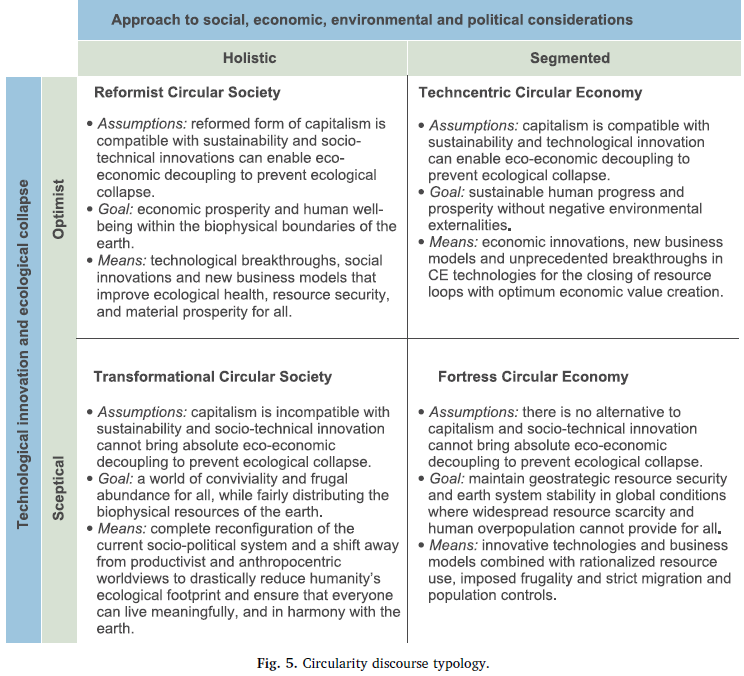 Approach to social, economic, environmental and political considerations
Holistic
Segmented
Technological innovation and ecological collapse
Optimist
Reformist Circular Society
• Assumptions: reformed form of capitalism is
compatible with sustainability and socio-
technical innovations can enable eco-
economic decoupling to prevent ecological
collapse.
• Goal: economic prosperity and human well-
being within the biophysical boundaries of the
earth.
• Means: technological breakthroughs, social
innovations and new business models that
improve ecological health, resource security,
and material prosperity for all.
Techncentric Circular Economy
• Assumptions: capitalism is compatible with
sustainability and technological innovation
can enable eco-economic decoupling to
prevent ecological collapse.
• Goal: sustainable human progress and
prosperity without negative environmental
externalities.
• Means: economic innovations, new business
models and unprecedented breakthroughs in
CE technologies for the closing of resource
loops with optimum economic value creation.
Sceptical
Transformational Circular Society
• Assumptions: capitalism is incompatible with
sustainability and socio-technical innovation
cannot bring absolute eco-economic
decoupling to prevent ecological collapse.
• Goal: a world of conviviality and frugal
abundance for all, while fairly distributing the
biophysical resources of the earth.
• Means: complete reconfiguration of the
current socio-political system and a shift away
from productivist and anthropocentric
worldviews to drastically reduce humanity's
ecological footprint and ensure that everyone
can live meaningfully, and in harmony with the
earth.
Fortress Circular Economy
• Assumptions: there is no alternative to
capitalism and socio-technical innovation
cannot bring absolute eco-economic
decoupling to prevent ecological collapse.
• Goal: maintain geostrategic resource security
and earth system stability in global conditions
where widespread resource scarcity and
human overpopulation cannot provide for all.
• Means: innovative technologies and business
models combined with rationalized resource
use, imposed frugality and strict migration and
population controls.
Fig. 5. Circularity discourse typology.